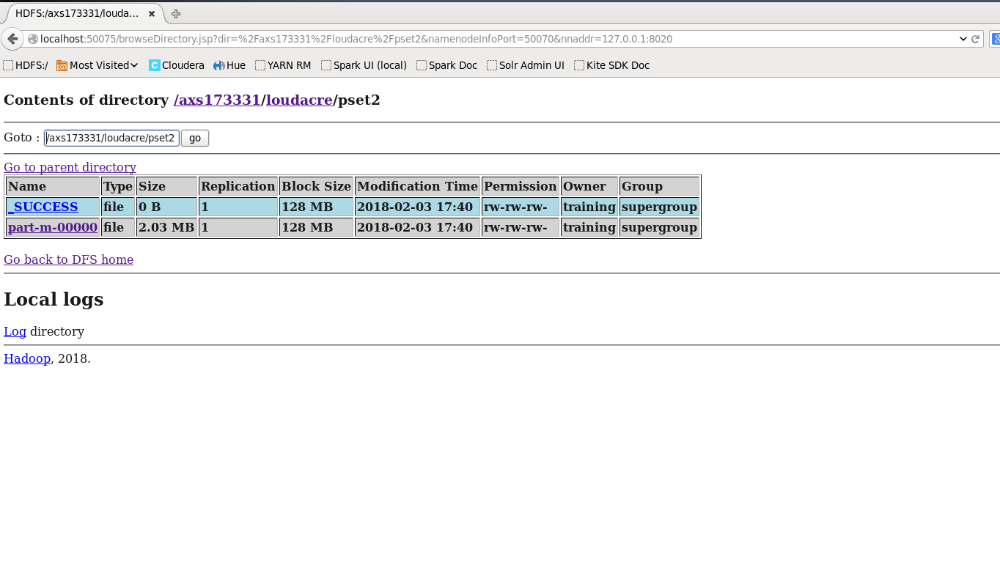 HDFS:/axs173331/louda...
localhost:50075/browseDirectory.jsp?dir=%2Faxs173331%2Floudacre%2Fpset2&namenodeInfoPort=50070&nnaddr=127.0.0.1:8020
HDFS:/ Most Visited Cloudera Hue YARN RM Spark UI (local) Spark Doc Solr Admin UI Kite SDK Doc
Contents of directory /axs173331/loudacre/pset2
Goto : /axs173331/loudacre/pset2 go
Go to parent directory
Name Type Size Replication Block Size Modification Time Permission Owner Group
_SUCCESS file 0 B 1 128 MB 2018-02-03 17:40 rw-rw-rw- training supergroup
part-m-00000 file 2.03 MB 1 128 MB 2018-02-03 17:40 rw-rw-rw- training supergroup
Go back to DFS home
Local logs
Log directory
Hadoop, 2018.